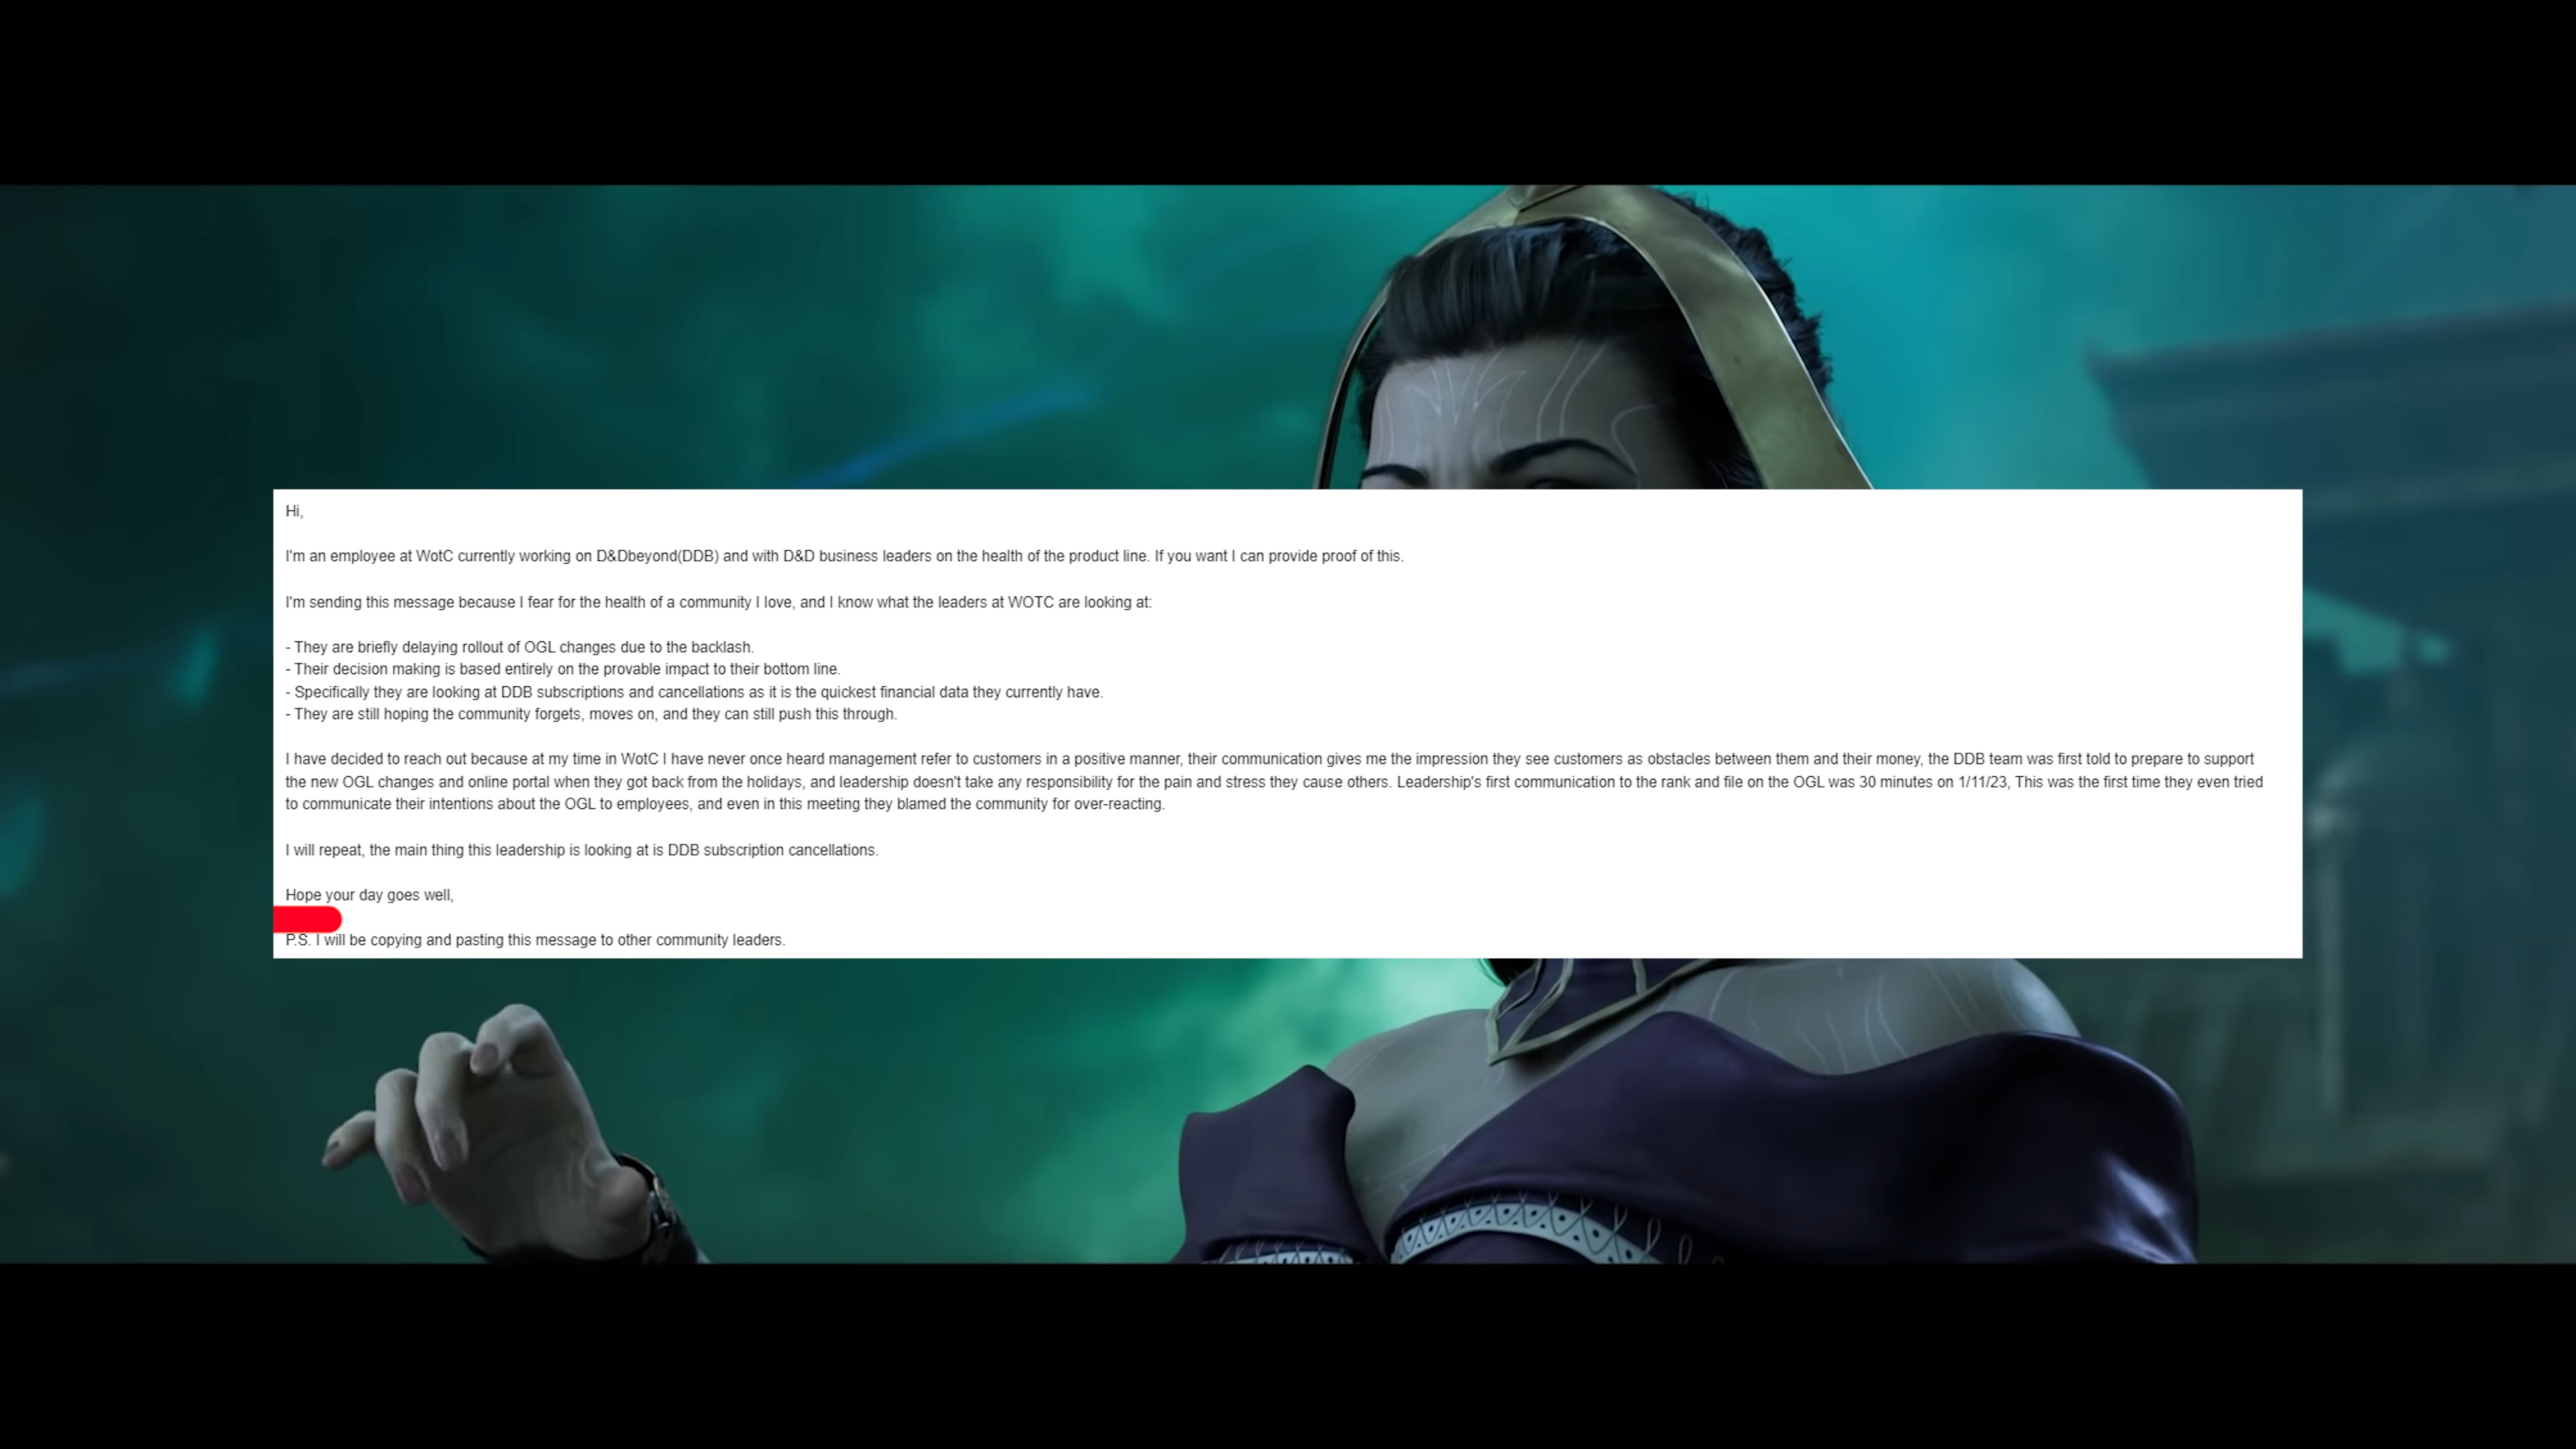 Hi,
I'm an employee at WotC currently working on D&Dbeyond(DDB) and with D&D business leaders on the health of the product line. If you want I can provide proof of this.
I'm sending this message because I fear for the health of a community I love, and I know what the leaders at WOTC are looking at:
- They are briefly delaying rollout of OGL changes due to the backlash.
- Their decision making is based entirely on the provable impact to their bottom line.
- Specifically they are looking at DDB subscriptions and cancellations as it is the quickest financial data they currently have.
- They are still hoping the community forgets, moves on, and they can still push this through.
I have decided to reach out because at my time in WotC I have never once heard management refer to customers in a positive manner, their communication gives me the impression they see customers as obstacles between them and their money, the DDB team was first told to prepare to support
the new OGL changes and online portal when they got back from the holidays, and leadership doesn't take any responsibility for the pain and stress they cause others. Leadership's first communication to the rank and file on the OGL was 30 minutes on 1/11/23, This was the first time they even tried
to communicate their intentions about the OGL to employees, and even in this meeting they blamed the community for over-reacting.
I will repeat, the main thing this leadership is looking at is DDB subscription cancellations.
Hope your day goes well,
P.S. I will be copying and pasting this message to other community leaders.